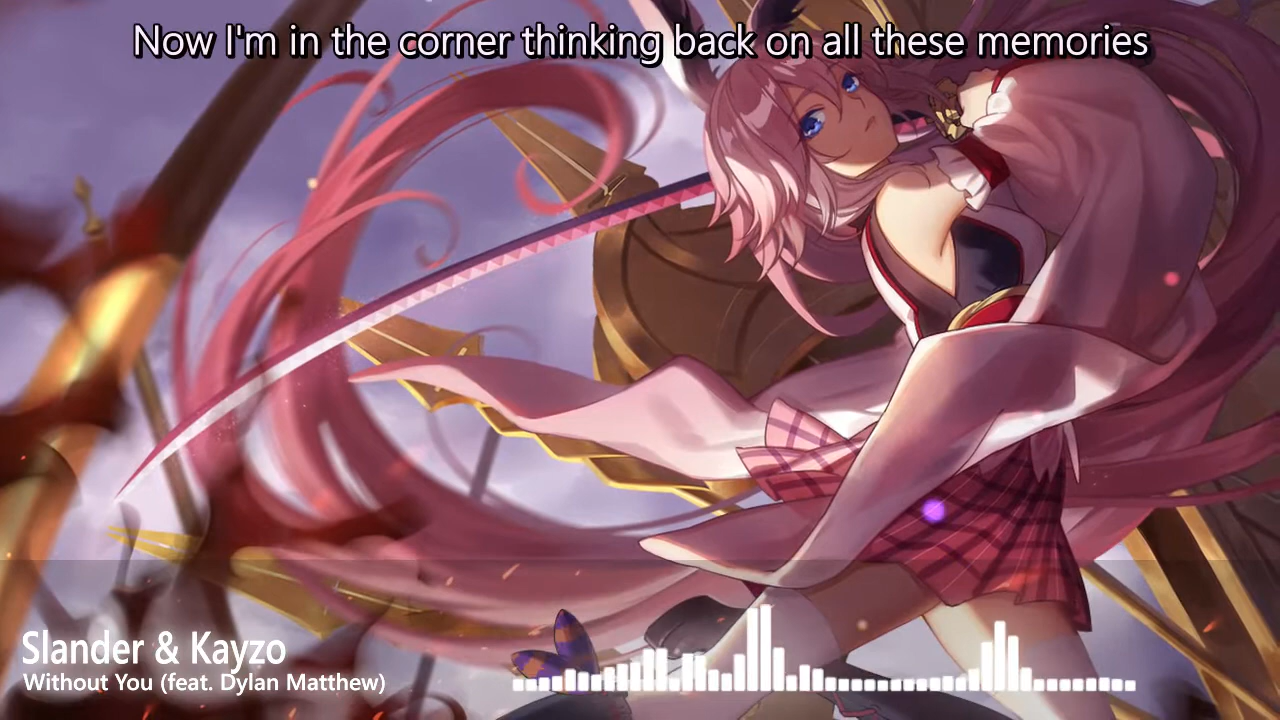 Now I'm in the corner thinking back on all these memories
Slander & Kayzo
Without You (feat. Dylan Matthew)